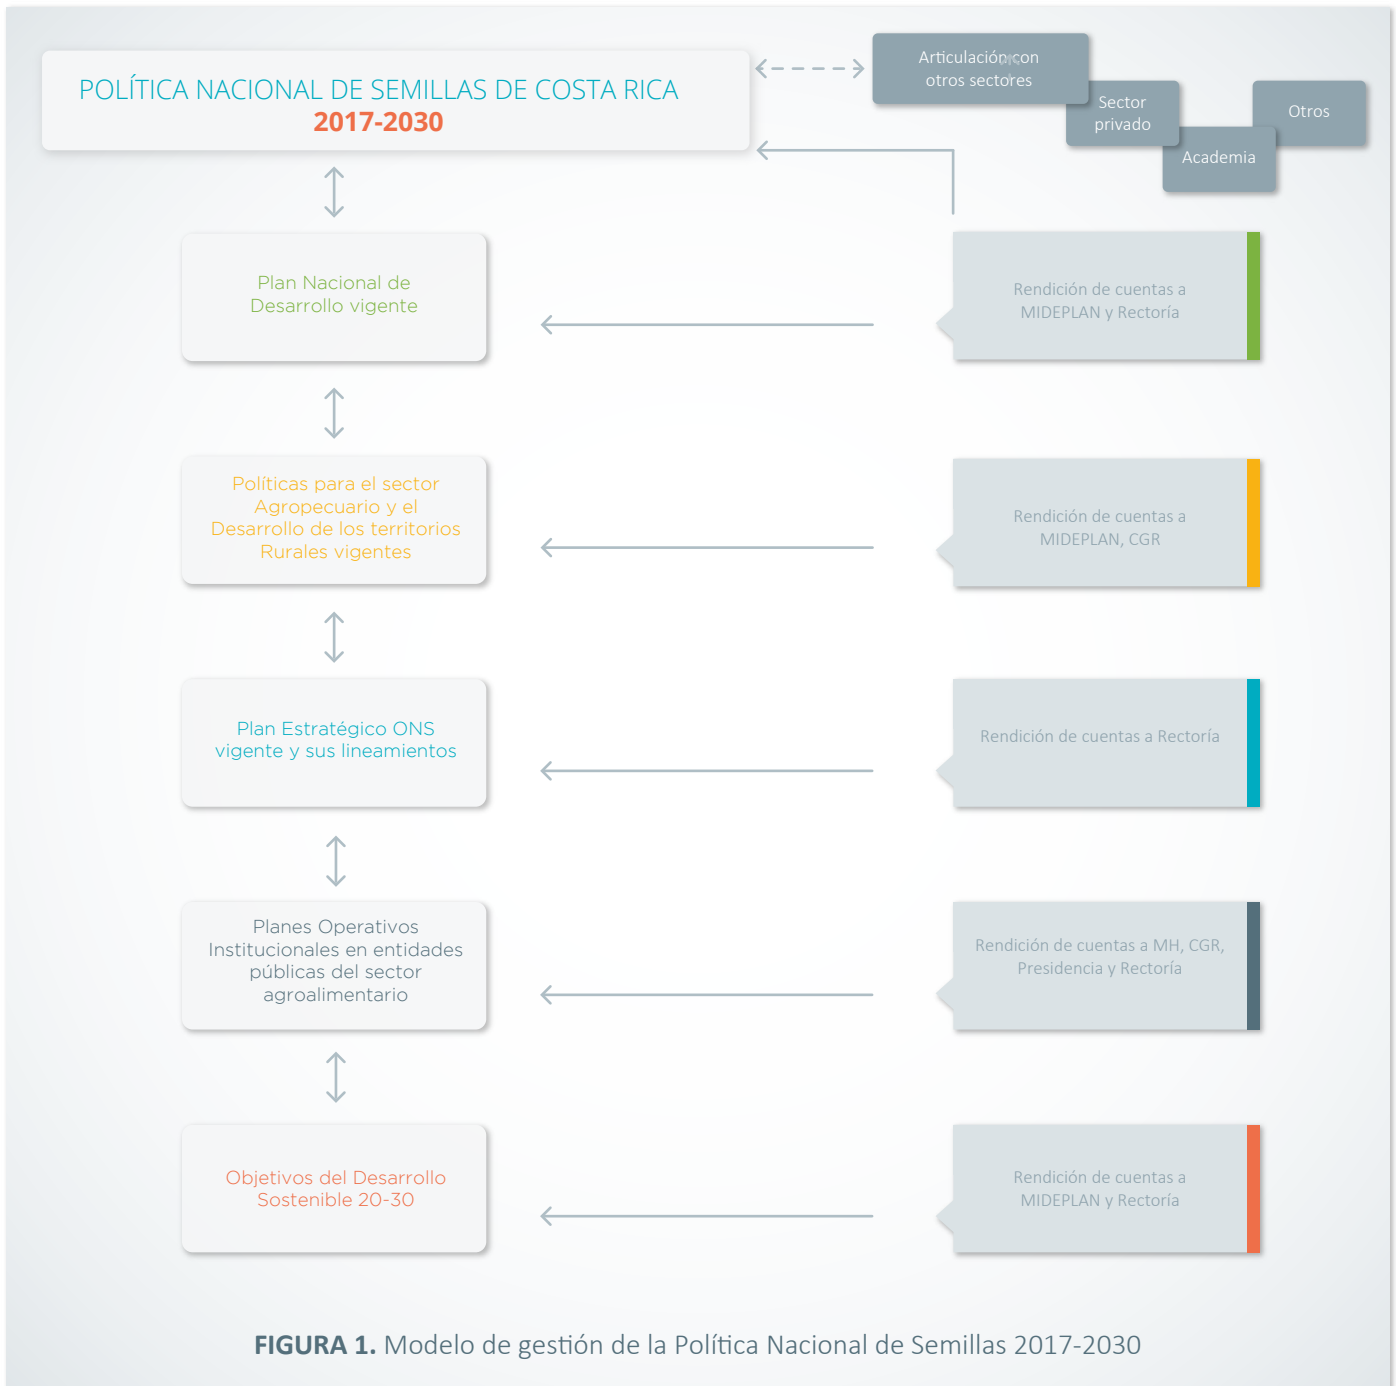 POLÍTICA NACIONAL DE SEMILLAS DE COSTA RICA
2017-2030
Articulación con
otros sectores
Sector
privado
Academia
Otros
Plan Nacional de
Desarrollo vigente
Rendición de cuentas a
MIDEPLAN y Rectoría
Políticas para el sector
Agropecuario y el
Desarrollo de los territorios
Rurales vigentes
Rendición de cuentas a
MIDEPLAN, CGR
Plan Estratégico ONS
vigente y sus lineamientos
Rendición de cuentas a Rectoría
Planes Operativos
Institucionales en entidades
públicas del sector
agroalimentario
Rendición de cuentas a MH, CGR,
Presidencia y Rectoría
Objetivos del Desarrollo
Sostenible 20-30
Rendición de cuentas a
MIDEPLAN y Rectoría
FIGURA 1. Modelo de gestión de la Política Nacional de Semillas 2017-2030